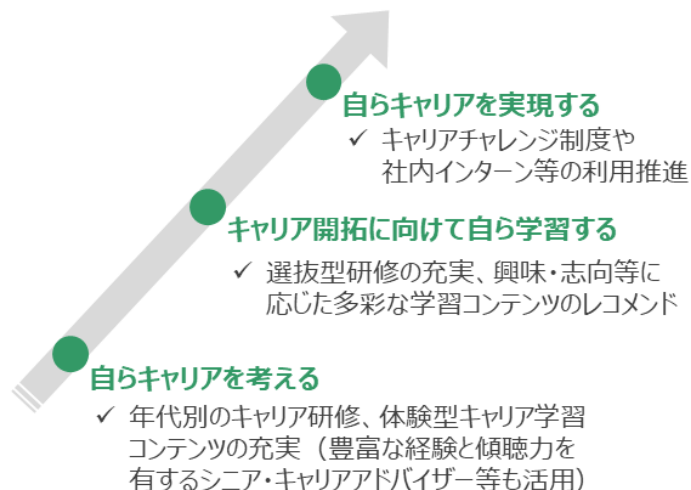 自らキャリアを実現する
✓ キャリアチャレンジ制度や
社内インターン等の利用推進
キャリア開拓に向けて自ら学習する
✓ 選抜型研修の充実、興味・志向等に
応じた多彩な学習コンテンツのレコメンド
自らキャリアを考える
✓ 年代別のキャリア研修、体験型キャリア学習
コンテンツの充実（豊富な経験と傾聴力を
有するシニア・キャリアアドバイザー等も活用）